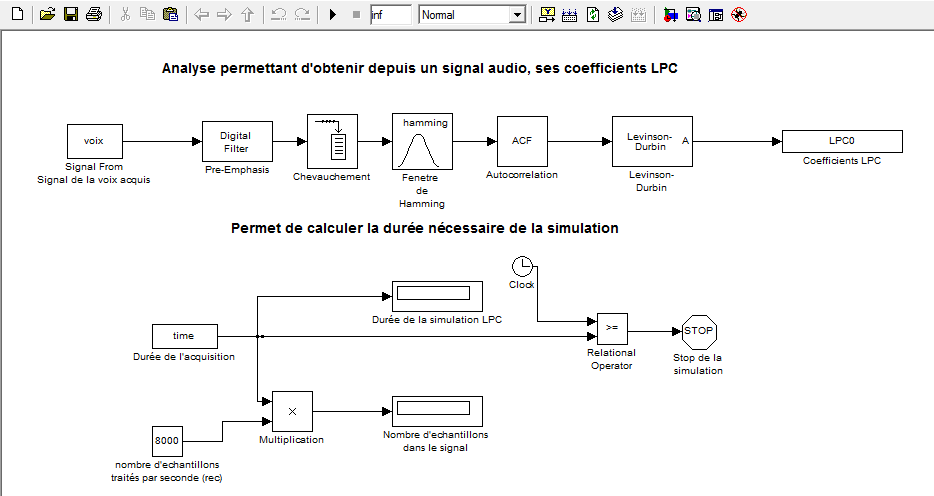 inf
Normal
Analyse permettant d'obtenir depuis un signal audio, ses coefficients LPC
voix
Signal From
Signal de la voix acquis
Digital
Filter
Pre-Emphasis
Chevauchement
hamming
Fenetre
de
Hamming
ACF
Autocorrelation
Levinson-
Durbin
A
Levinson-
Durbin
LPC0
Coefficients LPC
Permet de calculer la durée nécessaire de la simulation
Clock
Durée de la simulation LPC
time
Durée de l'acquisition
>=
Relational
Operator
STOP
Stop de la
simulation
×
Multiplication
Nombre d'echantillons
dans le signal
8000
nombre d'echantillons
traités par seconde (rec)